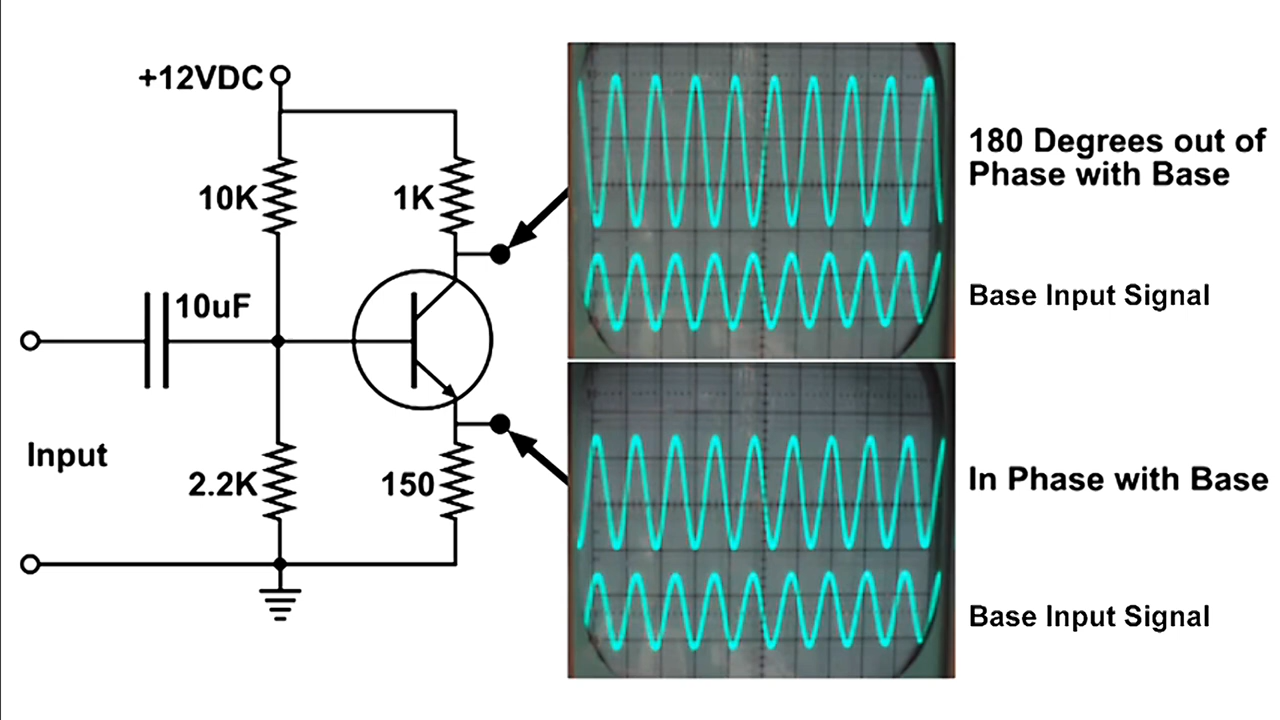 +12VDC
10K
1K
10uF
Input
2.2K
150
180 Degrees out of
Phase with Base
Base Input Signal
In Phase with Base
Base Input Signal